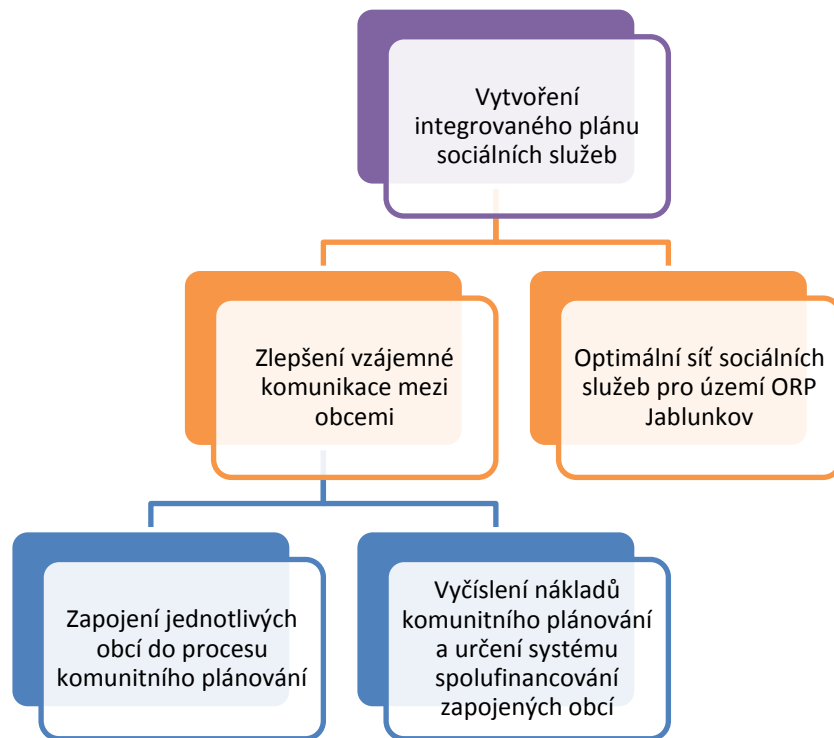 Vytvoření
integrovaného plánu
sociálních služeb
Zlepšení vzájemné
komunikace mezi
obcemi
Optimální síť sociálních
služeb pro území ORP
Jablunkov
Zapojení jednotlivých
obcí do procesu
komunitního plánování
Vyčíslení nákladů
komunitního plánování
a určení systému
spolufinancování
zapojených obcí